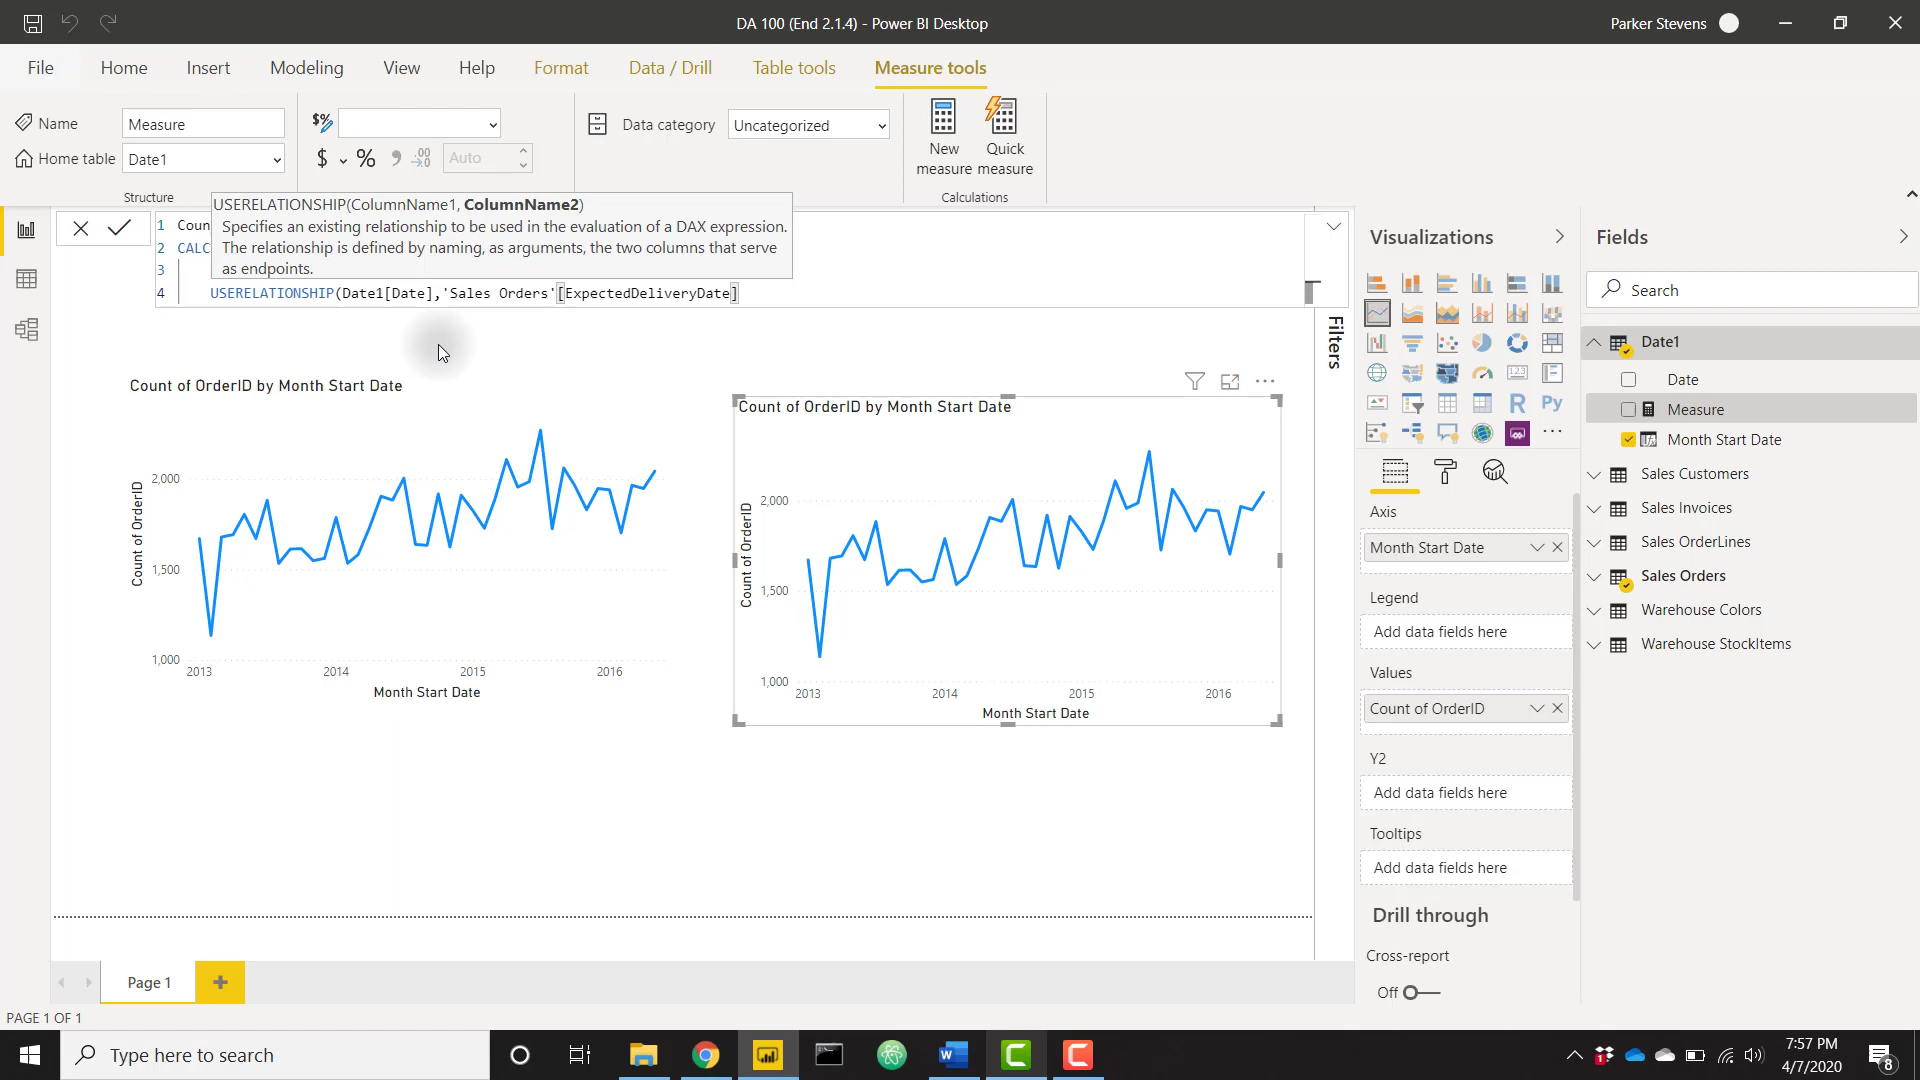 DA 100 (End 2.1.4) - Power BI Desktop
Parker Stevens
File
Home
Insert
Modeling
View
Help
Format
Data / Drill
Table tools
Measure tools
Name
Measure
Home table
Date1
Structure
$
%
Auto
Data category
Uncategorized
New measure
Quick measure
Calculations
USERELATIONSHIP(ColumnName1, ColumnName2)
Specifies an existing relationship to be used in the evaluation of a DAX expression.
The relationship is defined by naming, as arguments, the two columns that serve
as endpoints.
1 Coun
2 CALC
3
4 USERELATIONSHIP(Date1[Date],'Sales Orders'[ExpectedDeliveryDate]
Count of OrderID by Month Start Date
Count of OrderID
2,000
1,500
1,000
2013
2014
2015
2016
Month Start Date
Count of OrderID by Month Start Date
Count of OrderID
2,000
1,500
1,000
2013
2014
2015
2016
Month Start Date
Filters
Visualizations
R
Py
123
Axis
Month Start Date
Legend
Add data fields here
Values
Count of OrderID
Y2
Add data fields here
Tooltips
Add data fields here
Drill through
Cross-report
Off
Fields
Search
Date1
Date
Measure
Month Start Date
Sales Customers
Sales Invoices
Sales OrderLines
Sales Orders
Warehouse Colors
Warehouse StockItems
Page 1
PAGE 1 OF 1
Type here to search
7:57 PM
4/7/2020
8